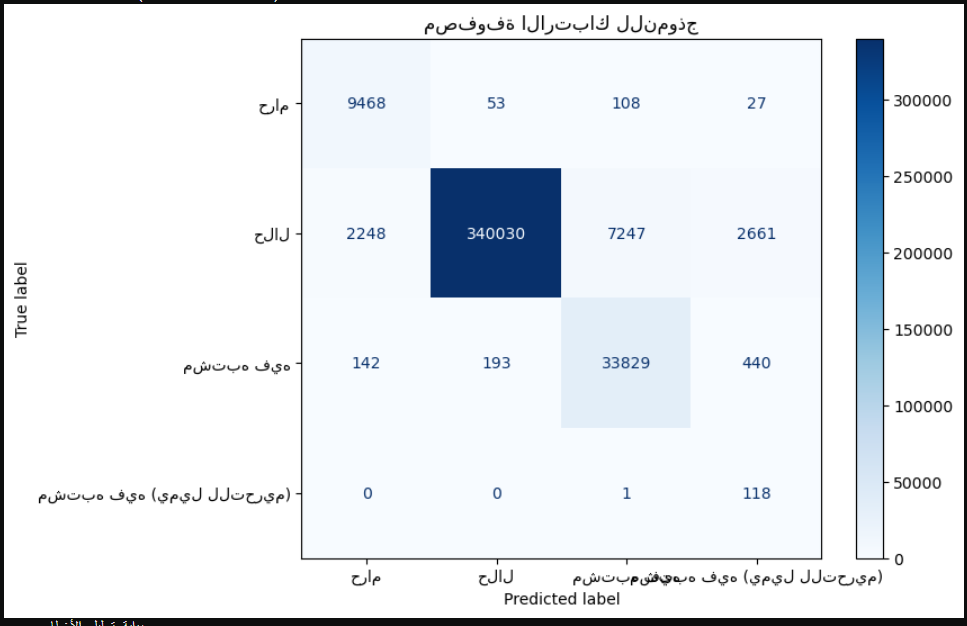 مصفوفة الارتباك للنموذج
True label
حرام 9468 53 108 27
حلال 2248 340030 7247 2661
مشتبه فيه 142 193 33829 440
مشتبه فيه (يميل للتحريم) 0 0 1 118
حرام حلال مشتبه فيه مشتبه فيه (يميل للتحريم)
Predicted label
300000
250000
200000
150000
100000
50000
0